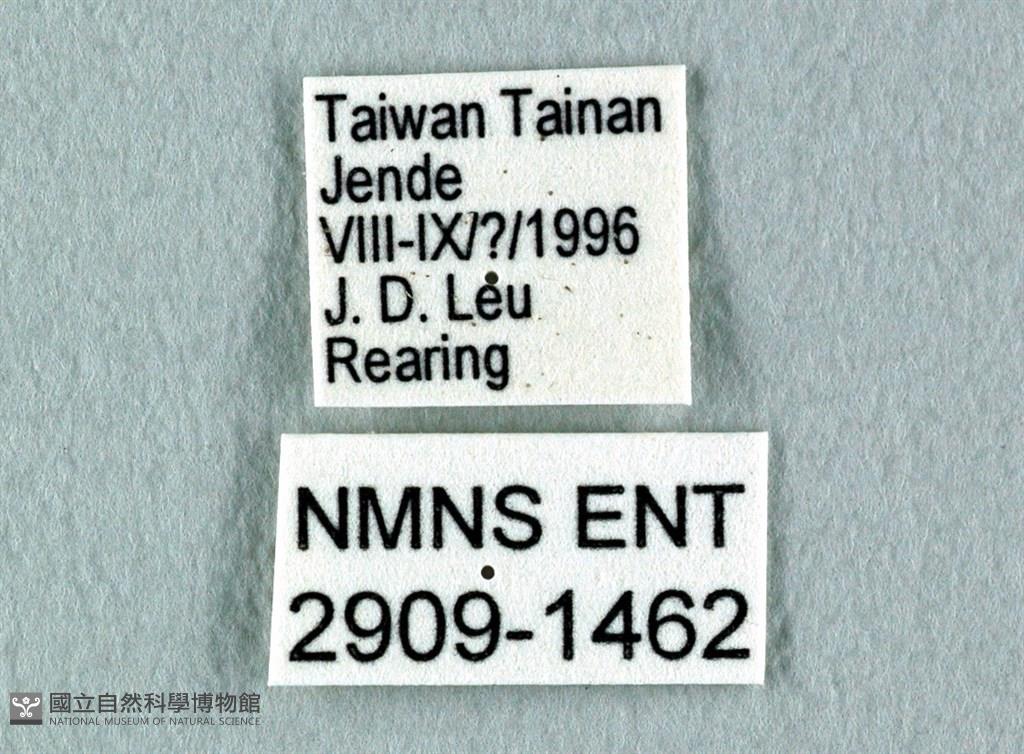 Taiwan Tainan
Jende
VIII-IX/?/1996
J. D. Leu
Rearing
NMNS ENT
2909-1462
國立自然科學博物館
NATIONAL MUSEUM OF NATURAL SCIENCE